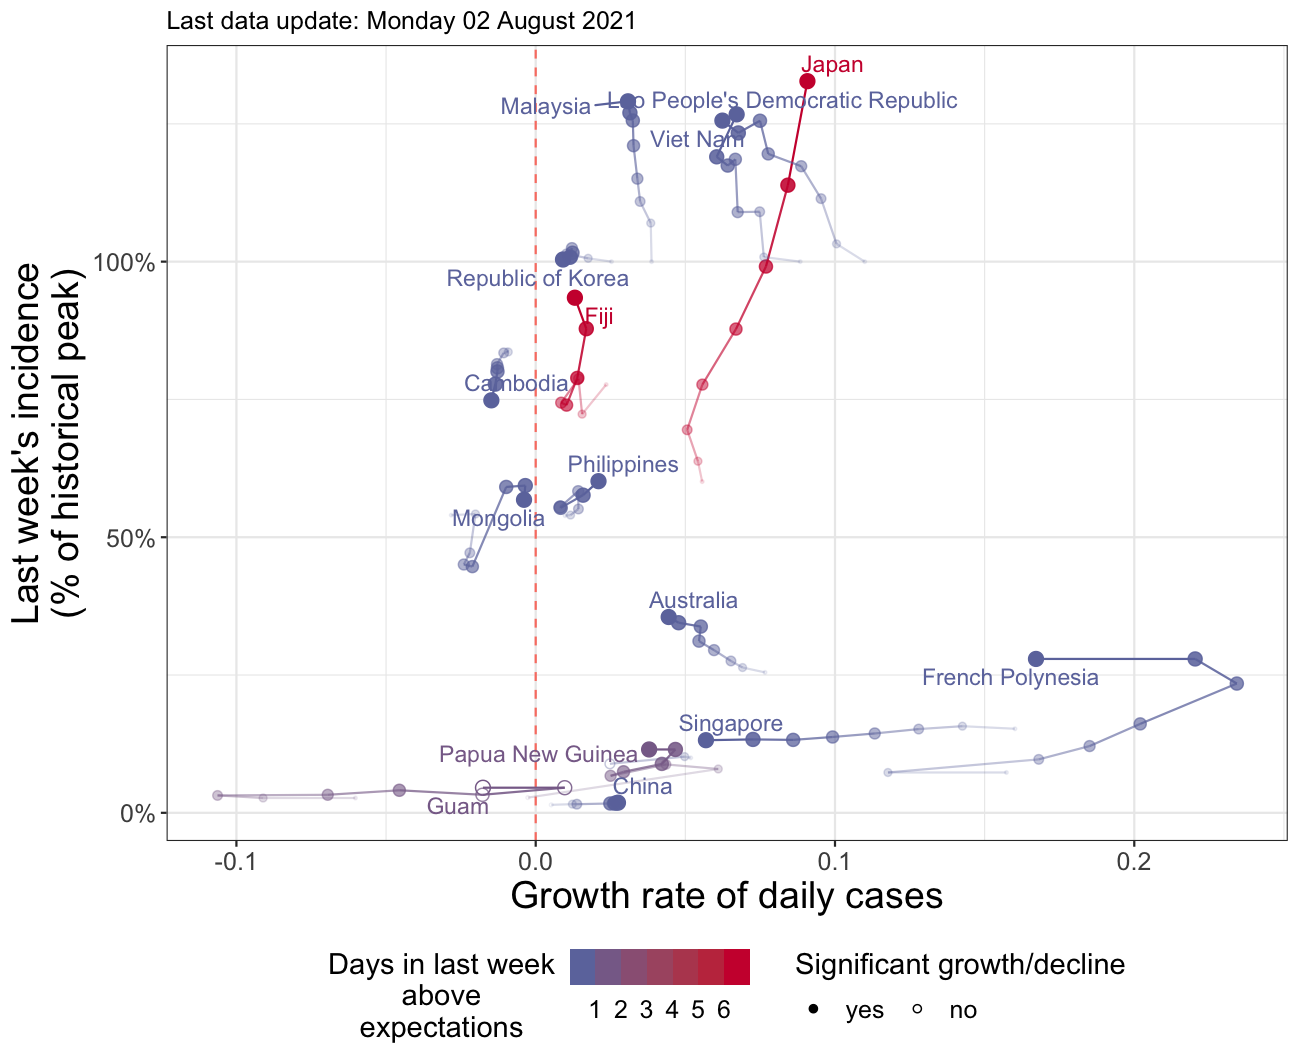 Last data update: Monday 02 August 2021
Last week's incidence
(% of historical peak)
100%
50%
0%
Japan
Malaysia
Lao People's Democratic Republic
Viet Nam
Republic of Korea
Fiji
Cambodia
Philippines
Mongolia
Australia
French Polynesia
Singapore
Papua New Guinea
China
Guam
-0.1 0.0 0.1 0.2
Growth rate of daily cases
Days in last week
above
expectations
1 2 3 4 5 6
Significant growth/decline
yes no